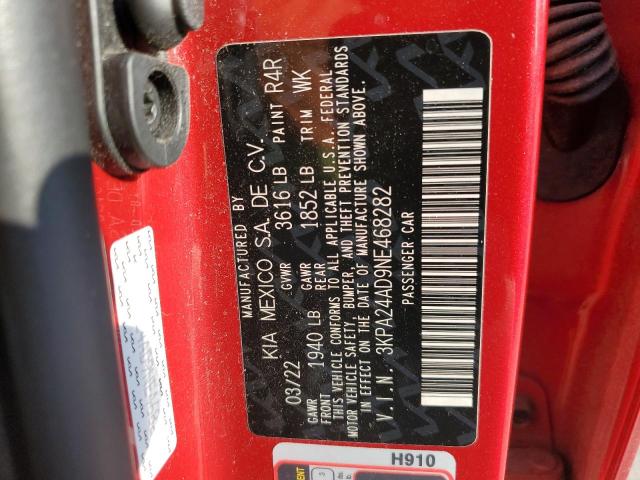 MANUFACTURED BY
KIA MEXICO S.A. DE C.V.
03/22 GVWR 3616 LB PAINT R4R
GAWR FRONT 1940 LB GAWR REAR 1852 LB TRIM WK
THIS VEHICLE CONFORMS TO ALL APPLICABLE U.S.A. FEDERAL
MOTOR VEHICLE SAFETY, BUMPER, AND THEFT PREVENTION STANDARDS
IN EFFECT ON THE DATE OF MANUFACTURE SHOWN ABOVE.
V.I.N. 3KPA24AD9NE468282
PASSENGER CAR
H910